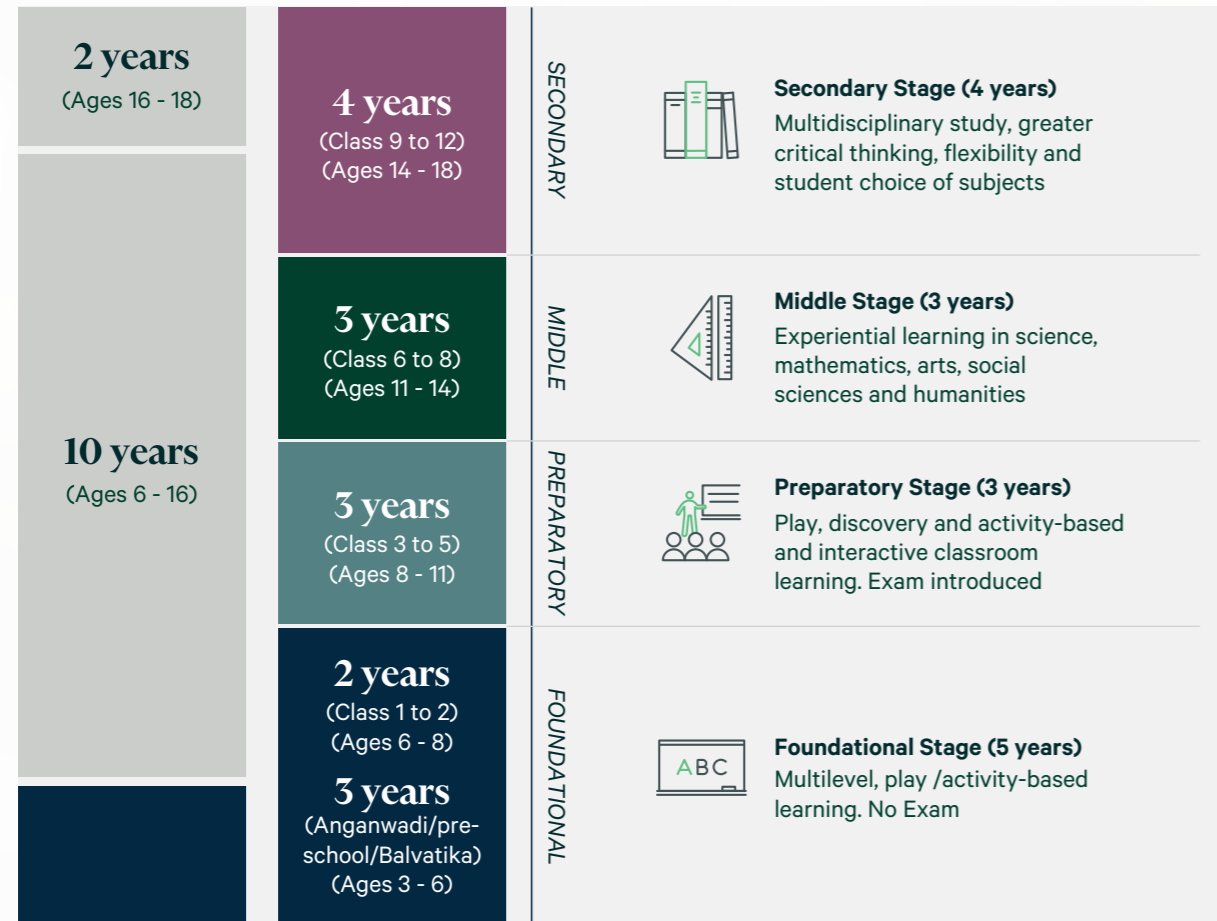 2 years
(Ages 16 - 18)
10 years
(Ages 6 - 16)
4 years
(Class 9 to 12)
(Ages 14 - 18)
3 years
(Class 6 to 8)
(Ages 11 - 14)
3 years
(Class 3 to 5)
(Ages 8 - 11)
2 years
(Class 1 to 2)
(Ages 6 - 8)
3 years
(Anganwadi/pre-
school/Balvatika)
(Ages 3 - 6)
SECONDARY
Secondary Stage (4 years)
Multidisciplinary study, greater
critical thinking, flexibility and
student choice of subjects
MIDDLE
Middle Stage (3 years)
Experiential learning in science,
mathematics, arts, social
sciences and humanities
PREPARATORY
Preparatory Stage (3 years)
Play, discovery and activity-based
and interactive classroom
learning. Exam introduced
FOUNDATIONAL
ABC
Foundational Stage (5 years)
Multilevel, play /activity-based
learning. No Exam